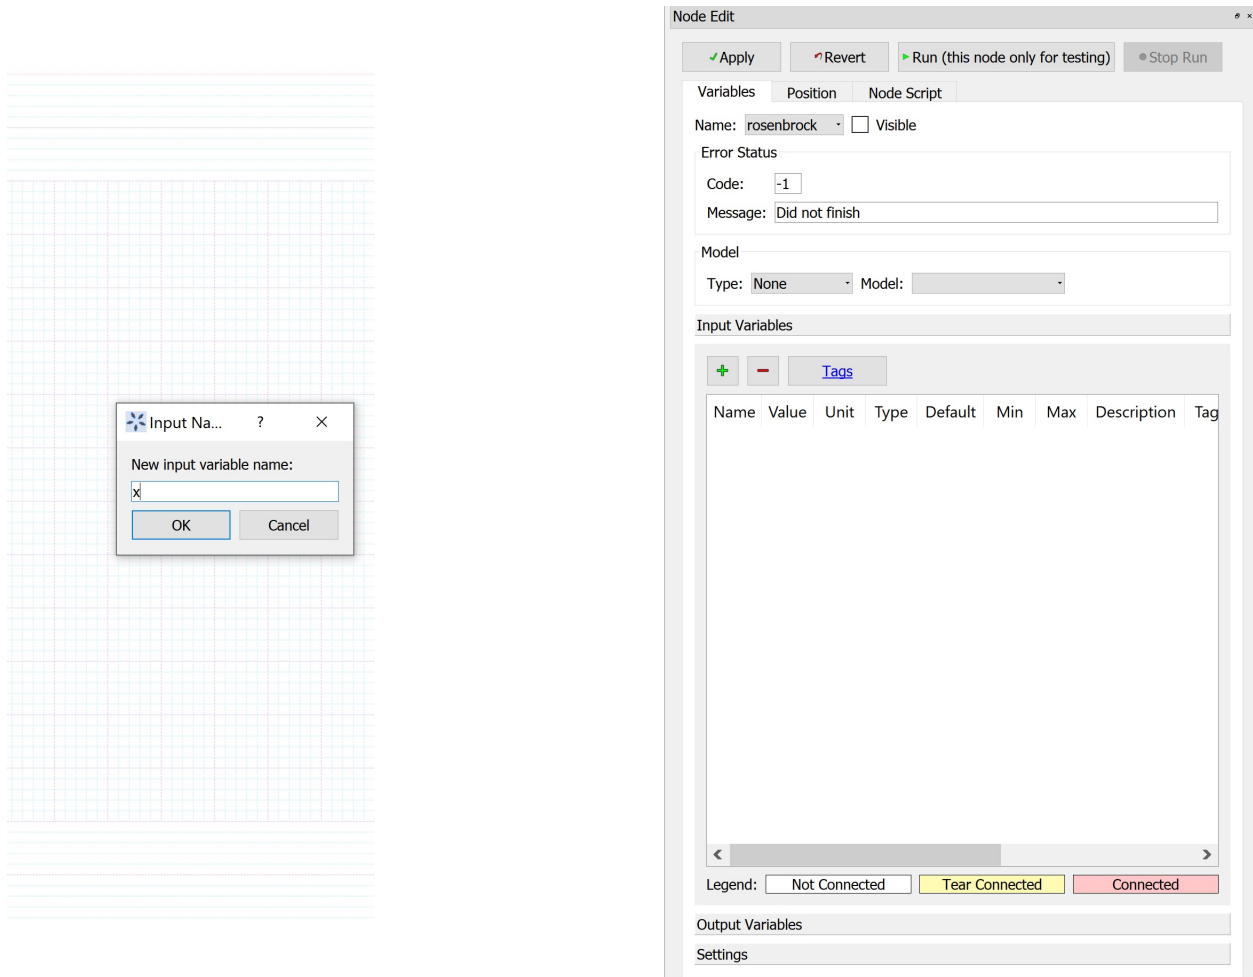 Input Na... ?
New input variable name:
x
OK Cancel
Node Edit
Apply Revert Run (this node only for testing) Stop Run
Variables Position Node Script
Name: rosenbrock Visible
Error Status
Code: -1
Message: Did not finish
Model
Type: None Model:
Input Variables
Tags
Name Value Unit Type Default Min Max Description Tag
Legend: Not Connected Tear Connected Connected
Output Variables
Settings